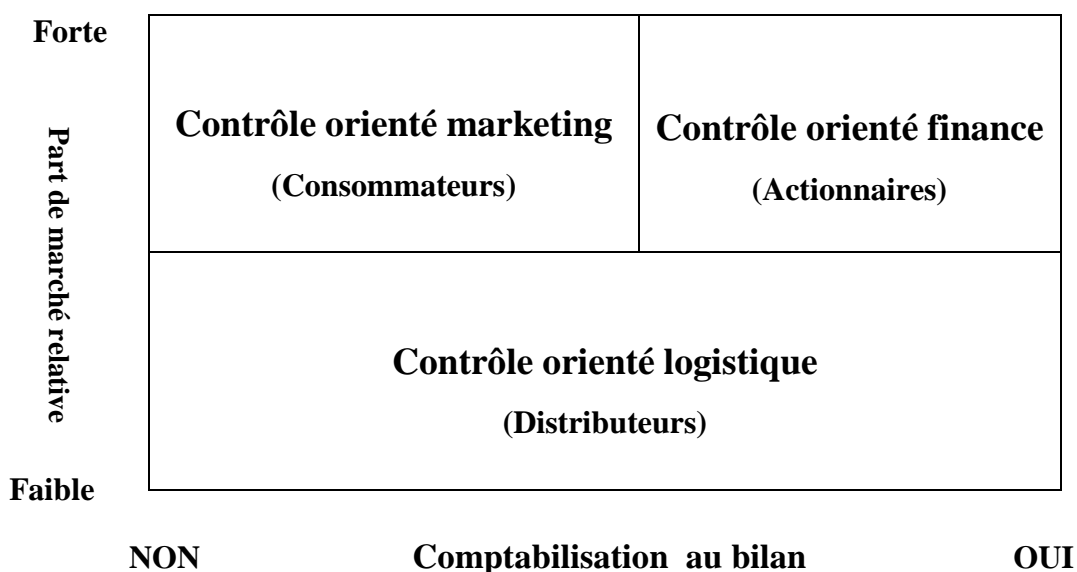 Forte
Contrôle orienté marketing
(Consommateurs)
Contrôle orienté finance
(Actionnaires)
Part de marché relative
Contrôle orienté logistique
(Distributeurs)
Faible
NON Comptabilisation au bilan OUI